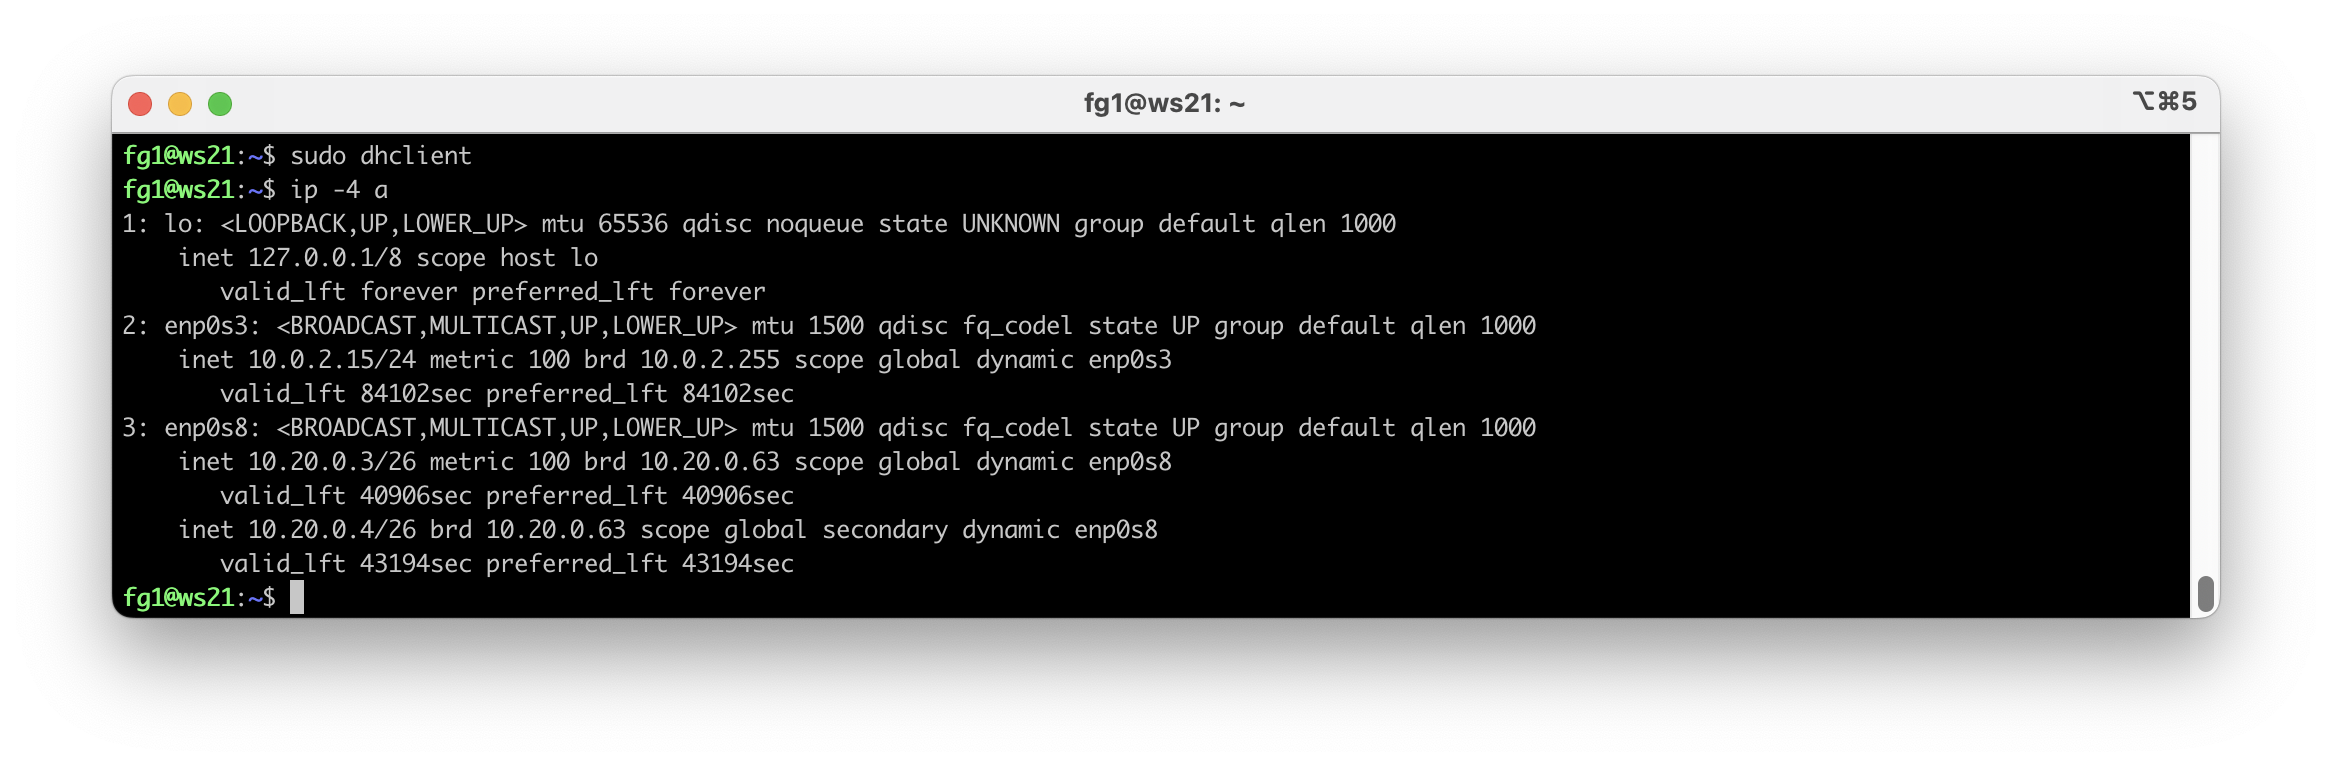 fg1@ws21: ~
⌥⌘5
fg1@ws21:~$ sudo dhclient
fg1@ws21:~$ ip -4 a
1: lo: <LOOPBACK,UP,LOWER_UP> mtu 65536 qdisc noqueue state UNKNOWN group default qlen 1000
    inet 127.0.0.1/8 scope host lo
       valid_lft forever preferred_lft forever
2: enp0s3: <BROADCAST,MULTICAST,UP,LOWER_UP> mtu 1500 qdisc fq_codel state UP group default qlen 1000
    inet 10.0.2.15/24 metric 100 brd 10.0.2.255 scope global dynamic enp0s3
       valid_lft 84102sec preferred_lft 84102sec
3: enp0s8: <BROADCAST,MULTICAST,UP,LOWER_UP> mtu 1500 qdisc fq_codel state UP group default qlen 1000
    inet 10.20.0.3/26 metric 100 brd 10.20.0.63 scope global dynamic enp0s8
       valid_lft 40906sec preferred_lft 40906sec
    inet 10.20.0.4/26 brd 10.20.0.63 scope global secondary dynamic enp0s8
       valid_lft 43194sec preferred_lft 43194sec
fg1@ws21:~$